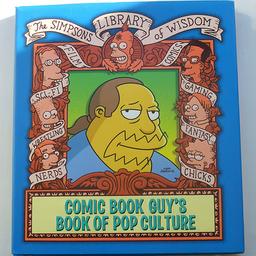 The SIMPSONS LIBRARY of WISDOM
FILM
COMICS
SCI-FI
GAMING
WRESTLING
FANTASY
NERDS
CHICKS
COMIC BOOK GUY'S
BOOK OF POP CULTURE